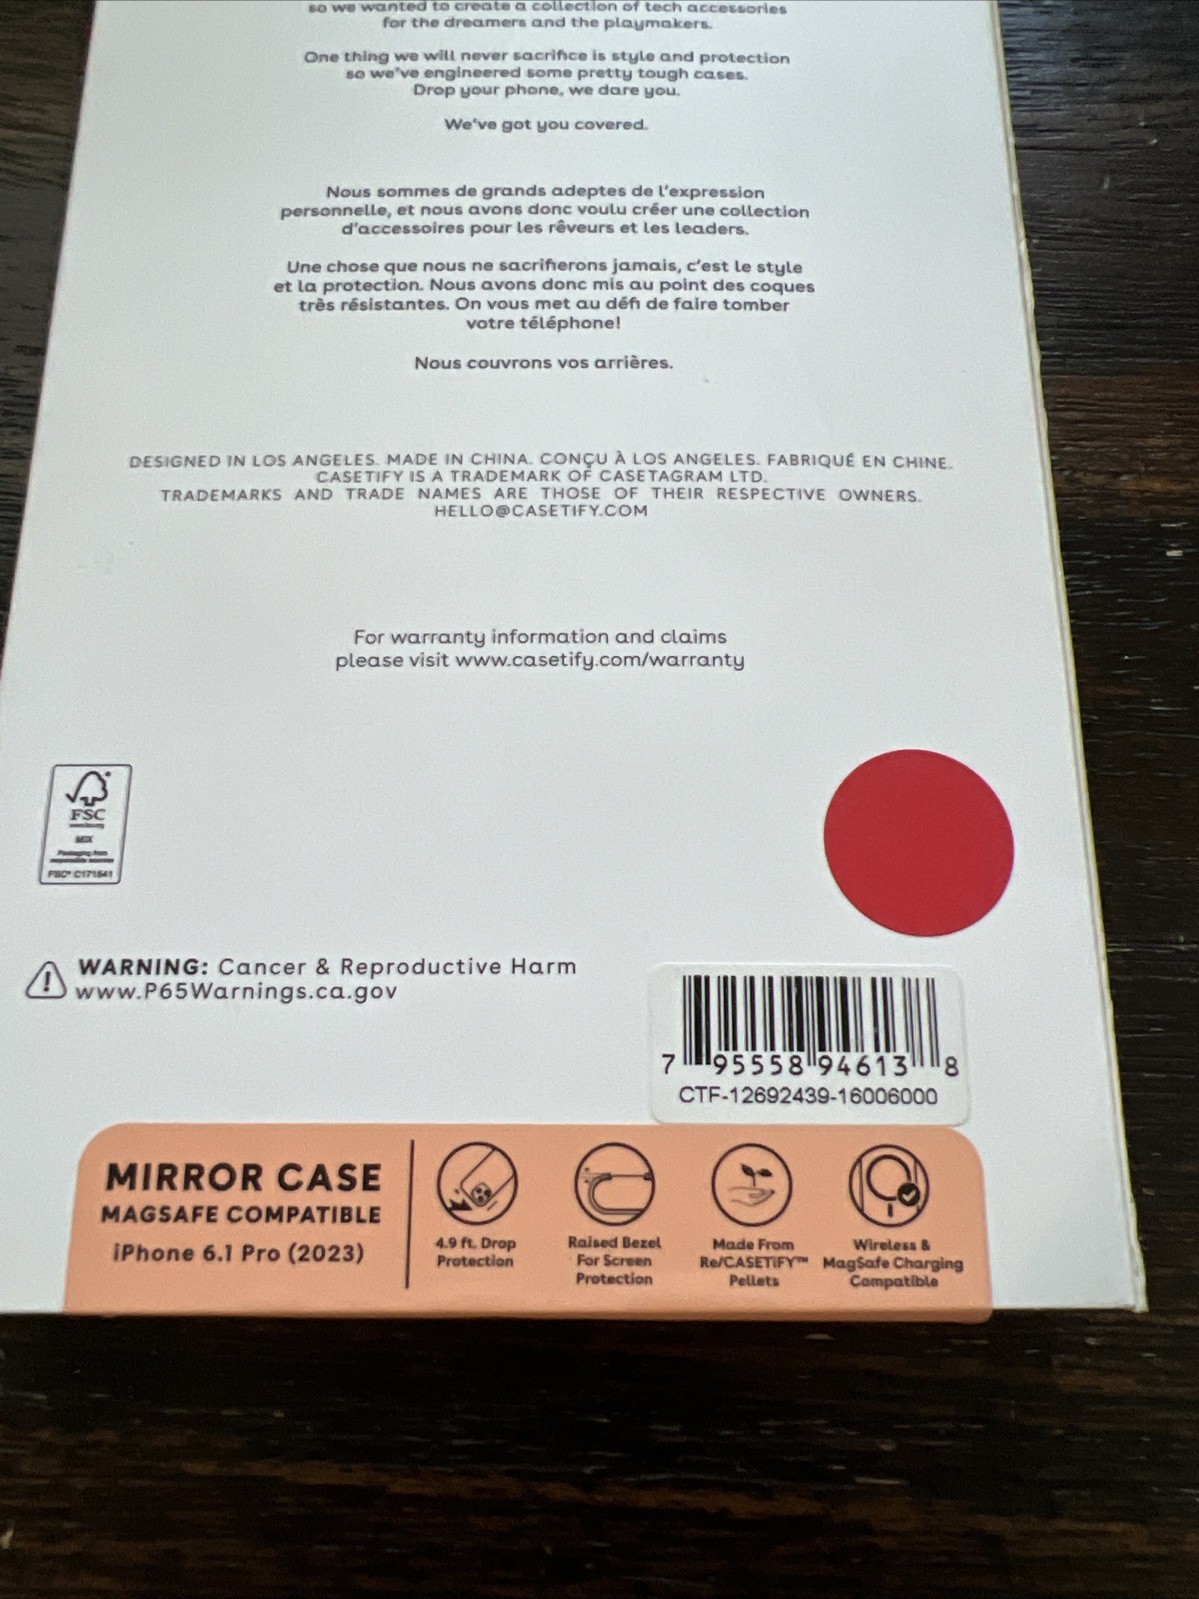 so we wanted to create a collection of tech accessories
for the dreamers and the playmakers.
One thing we will never sacrifice is style and protection
so we've engineered some pretty tough cases.
Drop your phone, we dare you.
We've got you covered.
Nous sommes de grands adeptes de l'expression
personnelle, et nous avons donc voulu créer une collection
d'accessoires pour les rêveurs et les leaders.
Une chose que nous ne sacrifierons jamais, c'est le style
et la protection. Nous avons donc mis au point des coques
très résistantes. On vous met au défi de faire tomber
votre téléphone!
Nous couvrons vos arrières.
DESIGNED IN LOS ANGELES. MADE IN CHINA. CONÇU À LOS ANGELES. FABRIQUÉ EN CHINE.
CASETIFY IS A TRADEMARK OF CASETAGRAM LTD.
TRADEMARKS AND TRADE NAMES ARE THOSE OF THEIR RESPECTIVE OWNERS.
HELLO@CASETIFY.COM
For warranty information and claims
please visit www.casetify.com/warranty
FSC
MIX
Packaging from
responsible sources
FSC® C171541
WARNING: Cancer & Reproductive Harm
www.P65Warnings.ca.gov
7 95558 94613 8
CTF-12692439-16006000
MIRROR CASE
MAGSAFE COMPATIBLE
iPhone 6.1 Pro (2023)
4.9 ft. Drop
Protection
Raised Bezel
For Screen
Protection
Made From
Re/CASETiFY™
Pellets
Wireless &
MagSafe Charging
Compatible